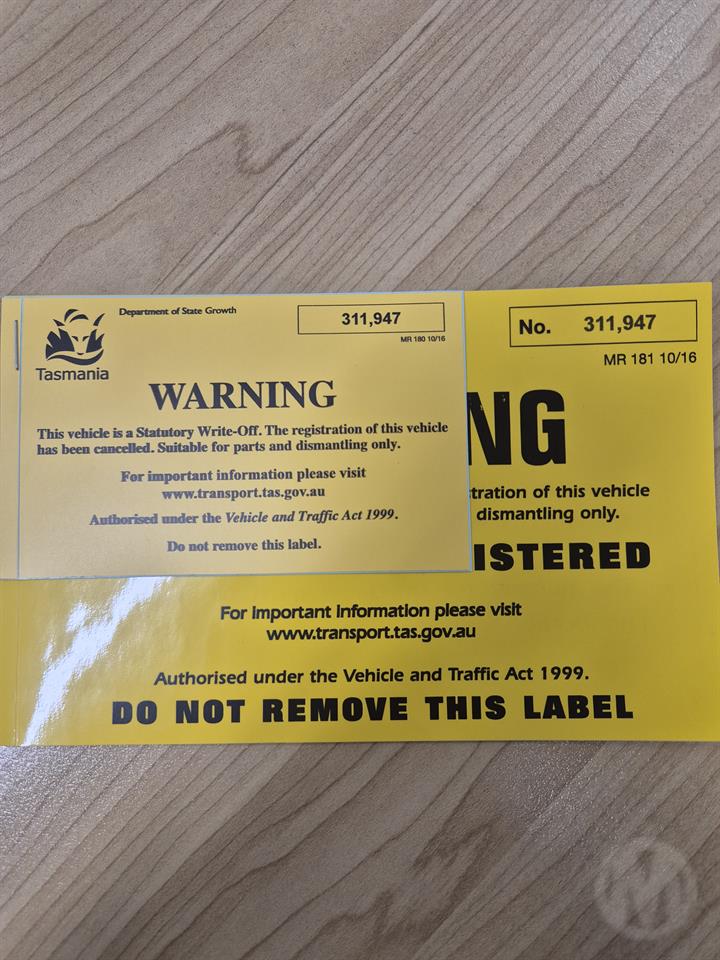 Department of State Growth
311,947
MR 180 10/16
Tasmania
WARNING
This vehicle is a Statutory Write-Off. The registration of this vehicle
has been cancelled. Suitable for parts and dismantling only.
For important information please visit
www.transport.tas.gov.au
Authorised under the Vehicle and Traffic Act 1999.
Do not remove this label.
No. 311,947
MR 181 10/16
NG
tration of this vehicle
dismantling only.
ISTERED
For Important Information please visit
www.transport.tas.gov.au
Authorised under the Vehicle and Traffic Act 1999.
DO NOT REMOVE THIS LABEL
M